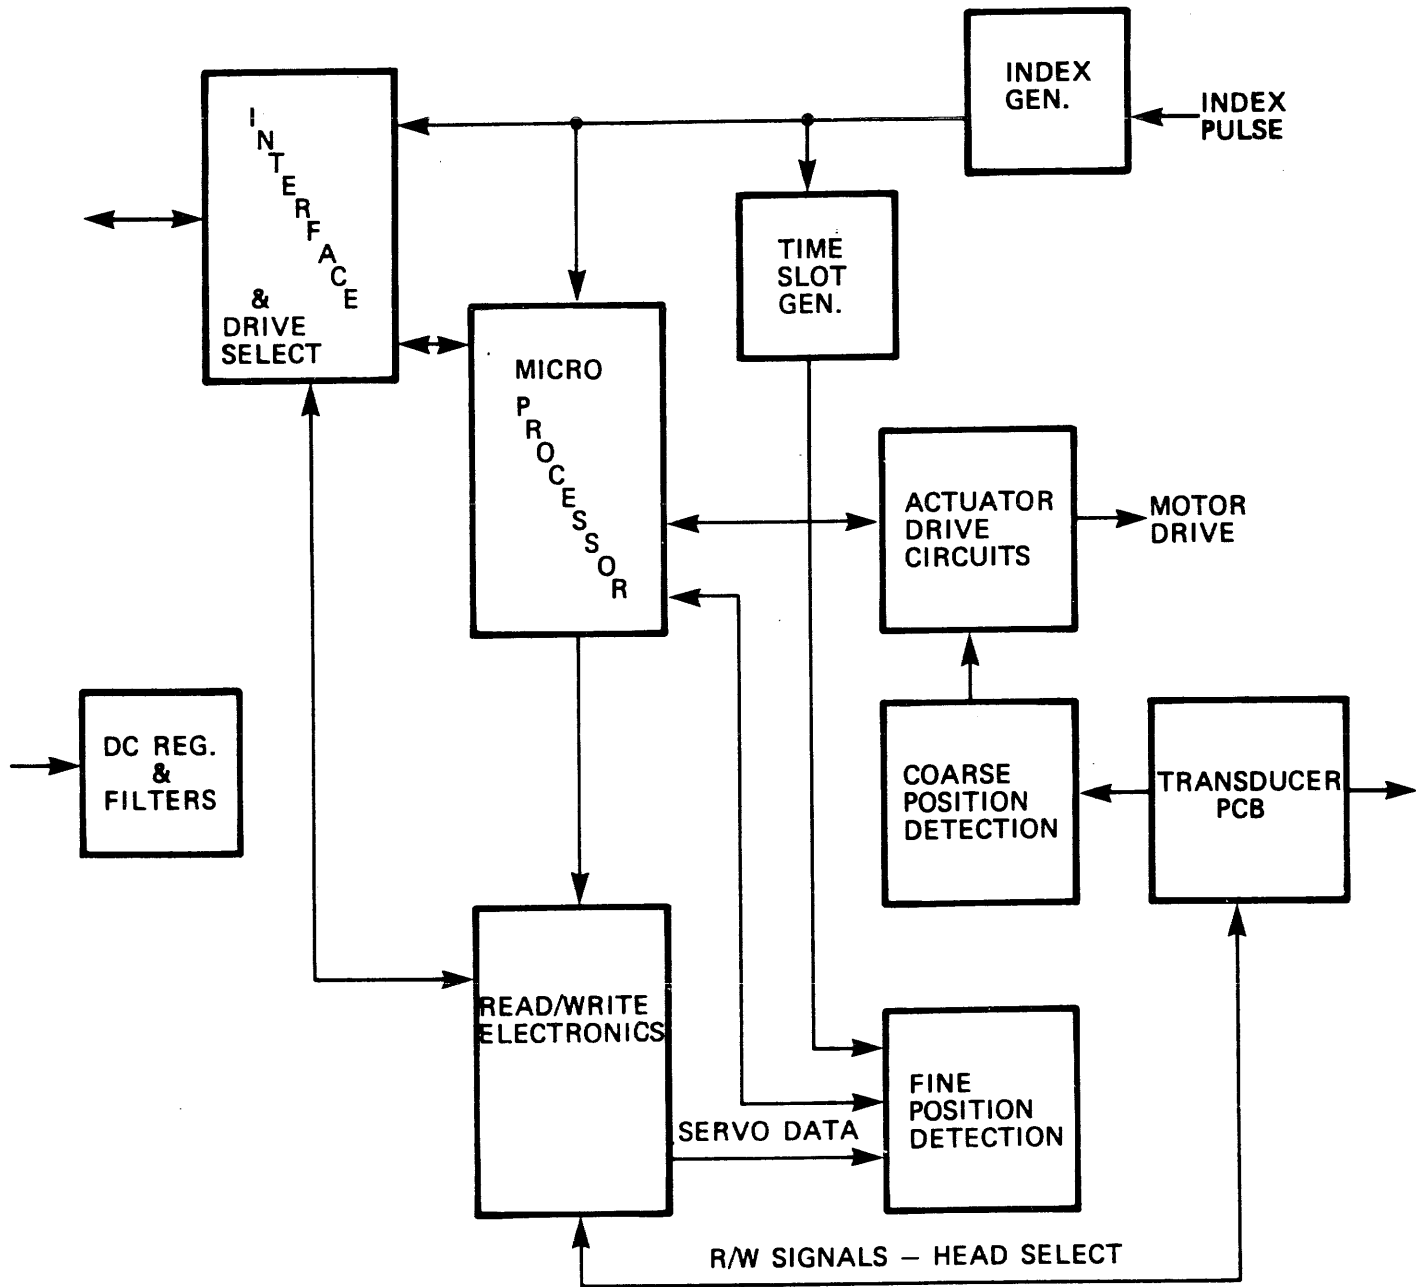 INDEX
GEN.
INDEX
PULSE
INTERFACE
&
DRIVE
SELECT
TIME
SLOT
GEN.
MICRO
PROCESSOR
ACTUATOR
DRIVE
CIRCUITS
MOTOR
DRIVE
DC REG.
&
FILTERS
COARSE
POSITION
DETECTION
TRANSDUCER
PCB
READ/WRITE
ELECTRONICS
FINE
POSITION
DETECTION
SERVO DATA
R/W SIGNALS – HEAD SELECT